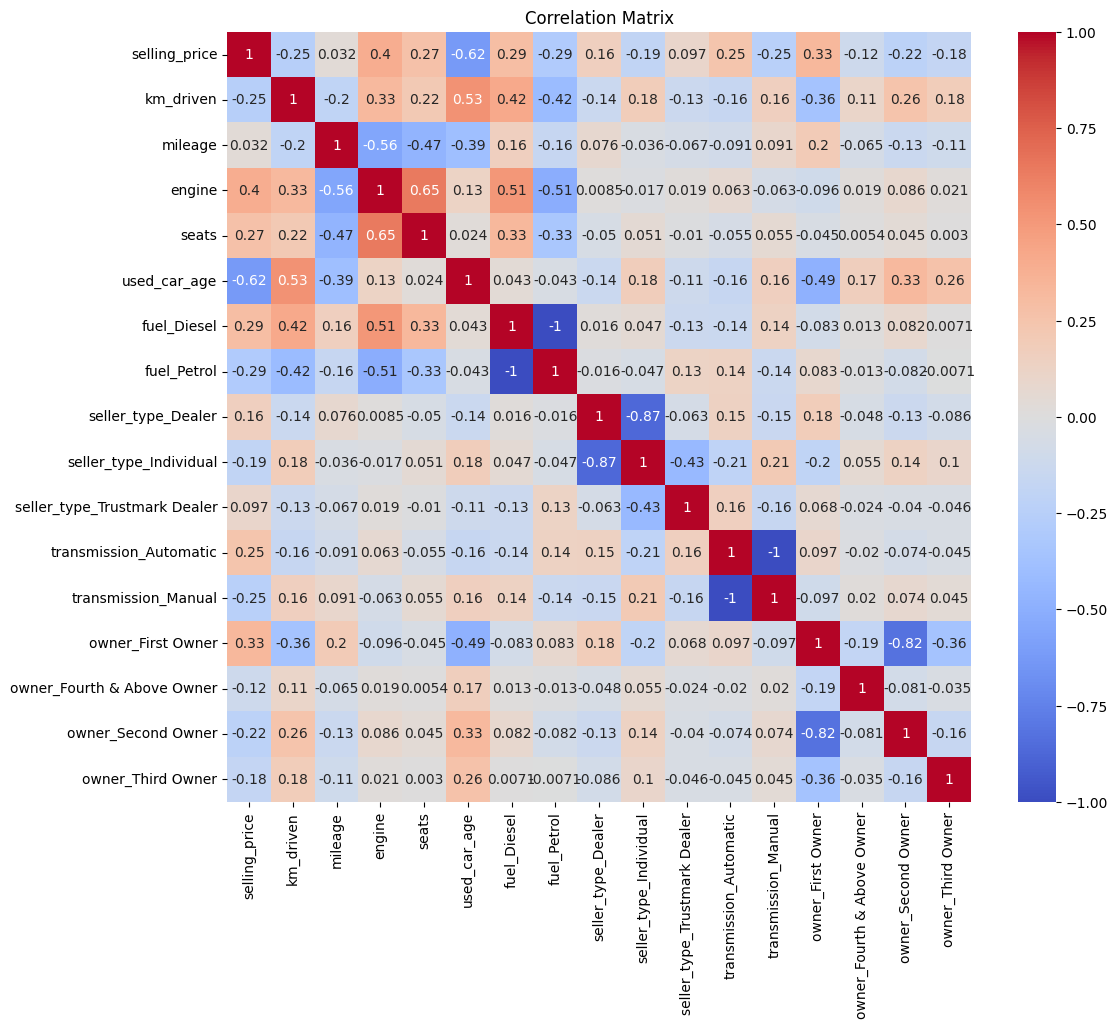 Correlation Matrix
selling_price 1 -0.25 0.032 0.4 0.27 -0.62 0.29 -0.29 0.16 -0.19 0.097 0.25 -0.25 0.33 -0.12 -0.22 -0.18
km_driven -0.25 1 -0.2 0.33 0.22 0.53 0.42 -0.42 -0.14 0.18 -0.13 -0.16 0.16 -0.36 0.11 0.26 0.18
mileage 0.032 -0.2 1 -0.56 -0.47 -0.39 0.16 -0.16 0.076 -0.036 -0.067 -0.091 0.091 0.2 -0.065 -0.13 -0.11
engine 0.4 0.33 -0.56 1 0.65 0.13 0.51 -0.51 0.0085 -0.017 0.019 0.063 -0.063 -0.096 0.019 0.086 0.021
seats 0.27 0.22 -0.47 0.65 1 0.024 0.33 -0.33 -0.05 0.051 -0.01 -0.055 0.055 -0.045 0.0054 0.045 0.003
used_car_age -0.62 0.53 -0.39 0.13 0.024 1 0.043 -0.043 -0.14 0.18 -0.11 -0.16 0.16 -0.49 0.17 0.33 0.26
fuel_Diesel 0.29 0.42 0.16 0.51 0.33 0.043 1 -1 0.016 0.047 -0.13 -0.14 0.14 -0.083 0.013 0.082 0.0071
fuel_Petrol -0.29 -0.42 -0.16 -0.51 -0.33 -0.043 -1 1 -0.016 -0.047 0.13 0.14 -0.14 0.083 -0.013 -0.082 -0.0071
seller_type_Dealer 0.16 -0.14 0.076 0.0085 -0.05 -0.14 0.016 -0.016 1 -0.87 -0.063 0.15 -0.15 0.18 -0.048 -0.13 -0.086
seller_type_Individual -0.19 0.18 -0.036 -0.017 0.051 0.18 0.047 -0.047 -0.87 1 -0.43 -0.21 0.21 -0.2 0.055 0.14 0.1
seller_type_Trustmark Dealer 0.097 -0.13 -0.067 0.019 -0.01 -0.11 -0.13 0.13 -0.063 -0.43 1 0.16 -0.16 0.068 -0.024 -0.04 -0.046
transmission_Automatic 0.25 -0.16 -0.091 0.063 -0.055 -0.16 -0.14 0.14 0.15 -0.21 0.16 1 -1 0.097 -0.02 -0.074 -0.045
transmission_Manual -0.25 0.16 0.091 -0.063 0.055 0.16 0.14 -0.14 -0.15 0.21 -0.16 -1 1 -0.097 0.02 0.074 0.045
owner_First Owner 0.33 -0.36 0.2 -0.096 -0.045 -0.49 -0.083 0.083 0.18 -0.2 0.068 0.097 -0.097 1 -0.19 -0.82 -0.36
owner_Fourth & Above Owner -0.12 0.11 -0.065 0.019 0.0054 0.17 0.013 -0.013 -0.048 0.055 -0.024 -0.02 0.02 -0.19 1 -0.081 -0.035
owner_Second Owner -0.22 0.26 -0.13 0.086 0.045 0.33 0.082 -0.082 -0.13 0.14 -0.04 -0.074 0.074 -0.82 -0.081 1 -0.16
owner_Third Owner -0.18 0.18 -0.11 0.021 0.003 0.26 0.0071 -0.0071 -0.086 0.1 -0.046 -0.045 0.045 -0.36 -0.035 -0.16 1
selling_price
km_driven
mileage
engine
seats
used_car_age
fuel_Diesel
fuel_Petrol
seller_type_Dealer
seller_type_Individual
seller_type_Trustmark Dealer
transmission_Automatic
transmission_Manual
owner_First Owner
owner_Fourth & Above Owner
owner_Second Owner
owner_Third Owner
1.00
0.75
0.50
0.25
0.00
−0.25
−0.50
−0.75
−1.00